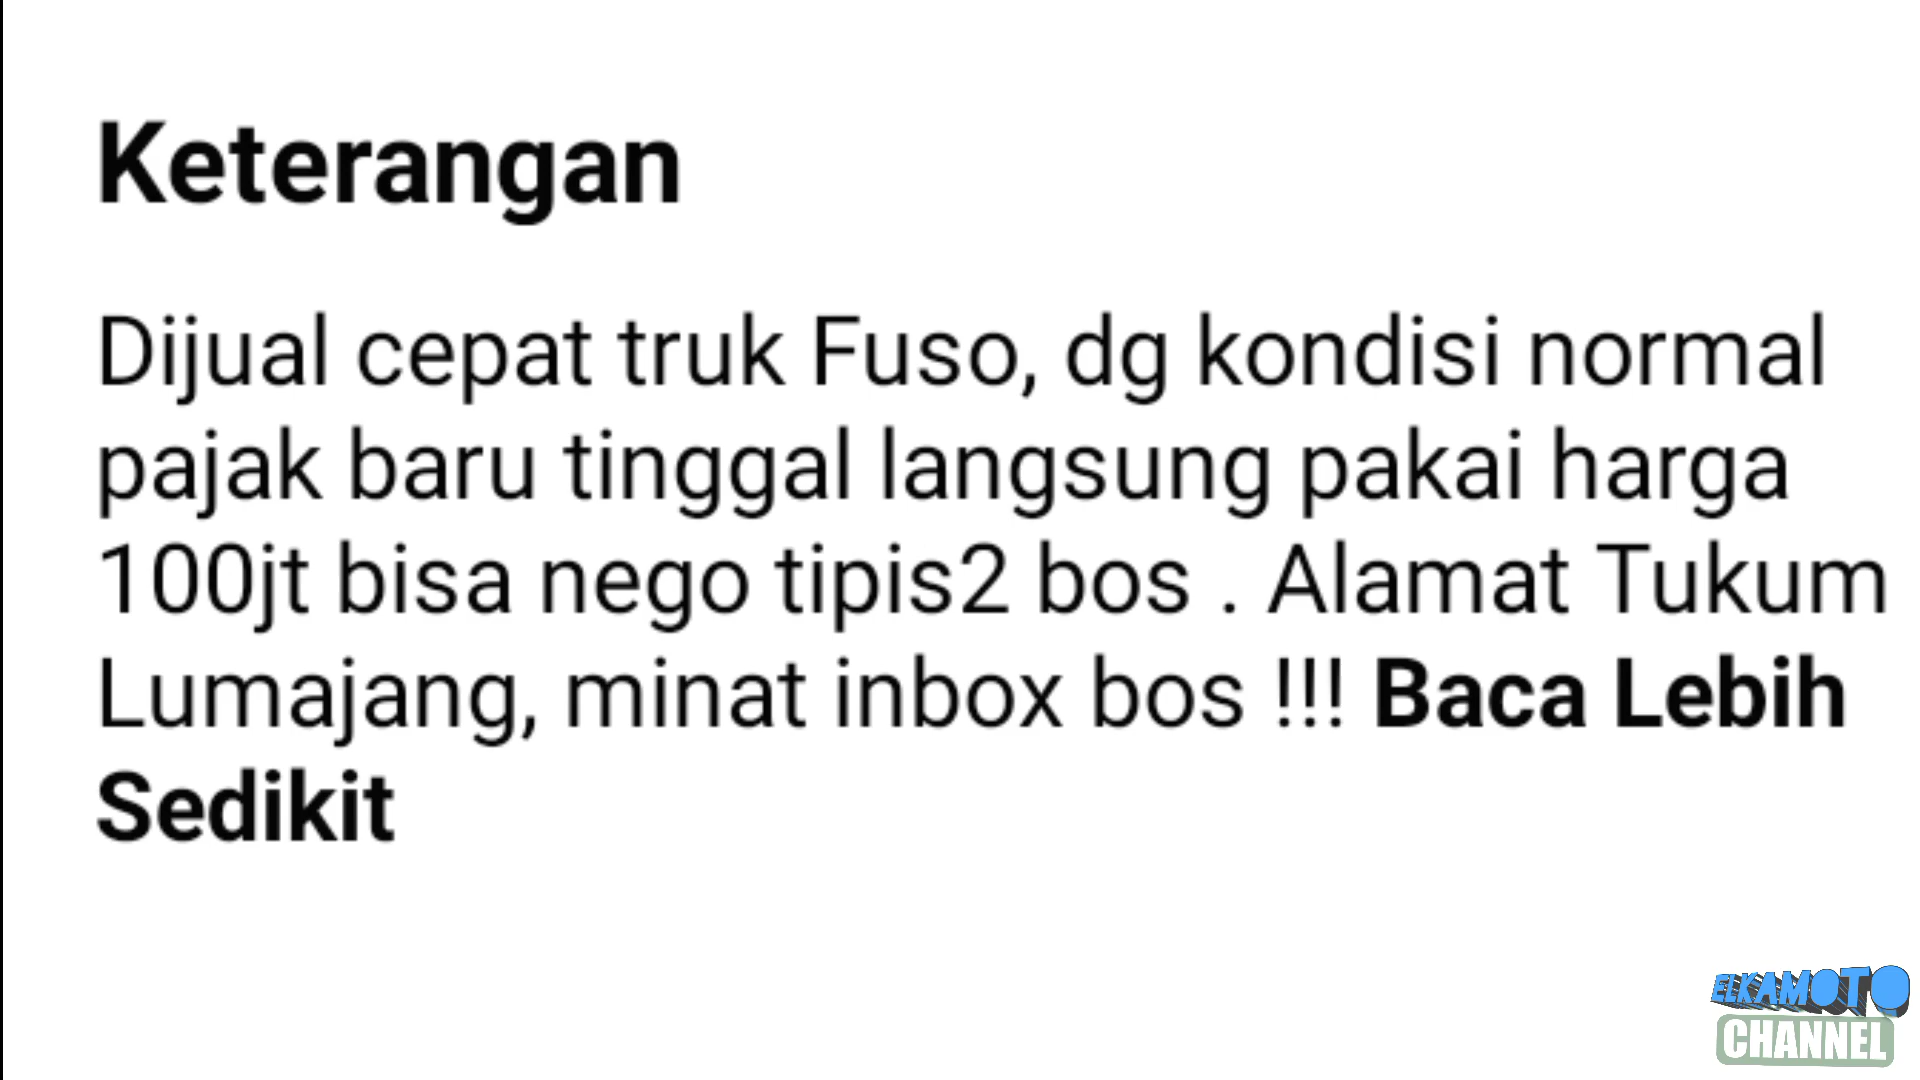 Keterangan
Dijual cepat truk Fuso, dg kondisi normal
pajak baru tinggal langsung pakai harga
100jt bisa nego tipis2 bos . Alamat Tukum
Lumajang, minat inbox bos !!! Baca Lebih
Sedikit
ELKAMOTO
CHANNEL